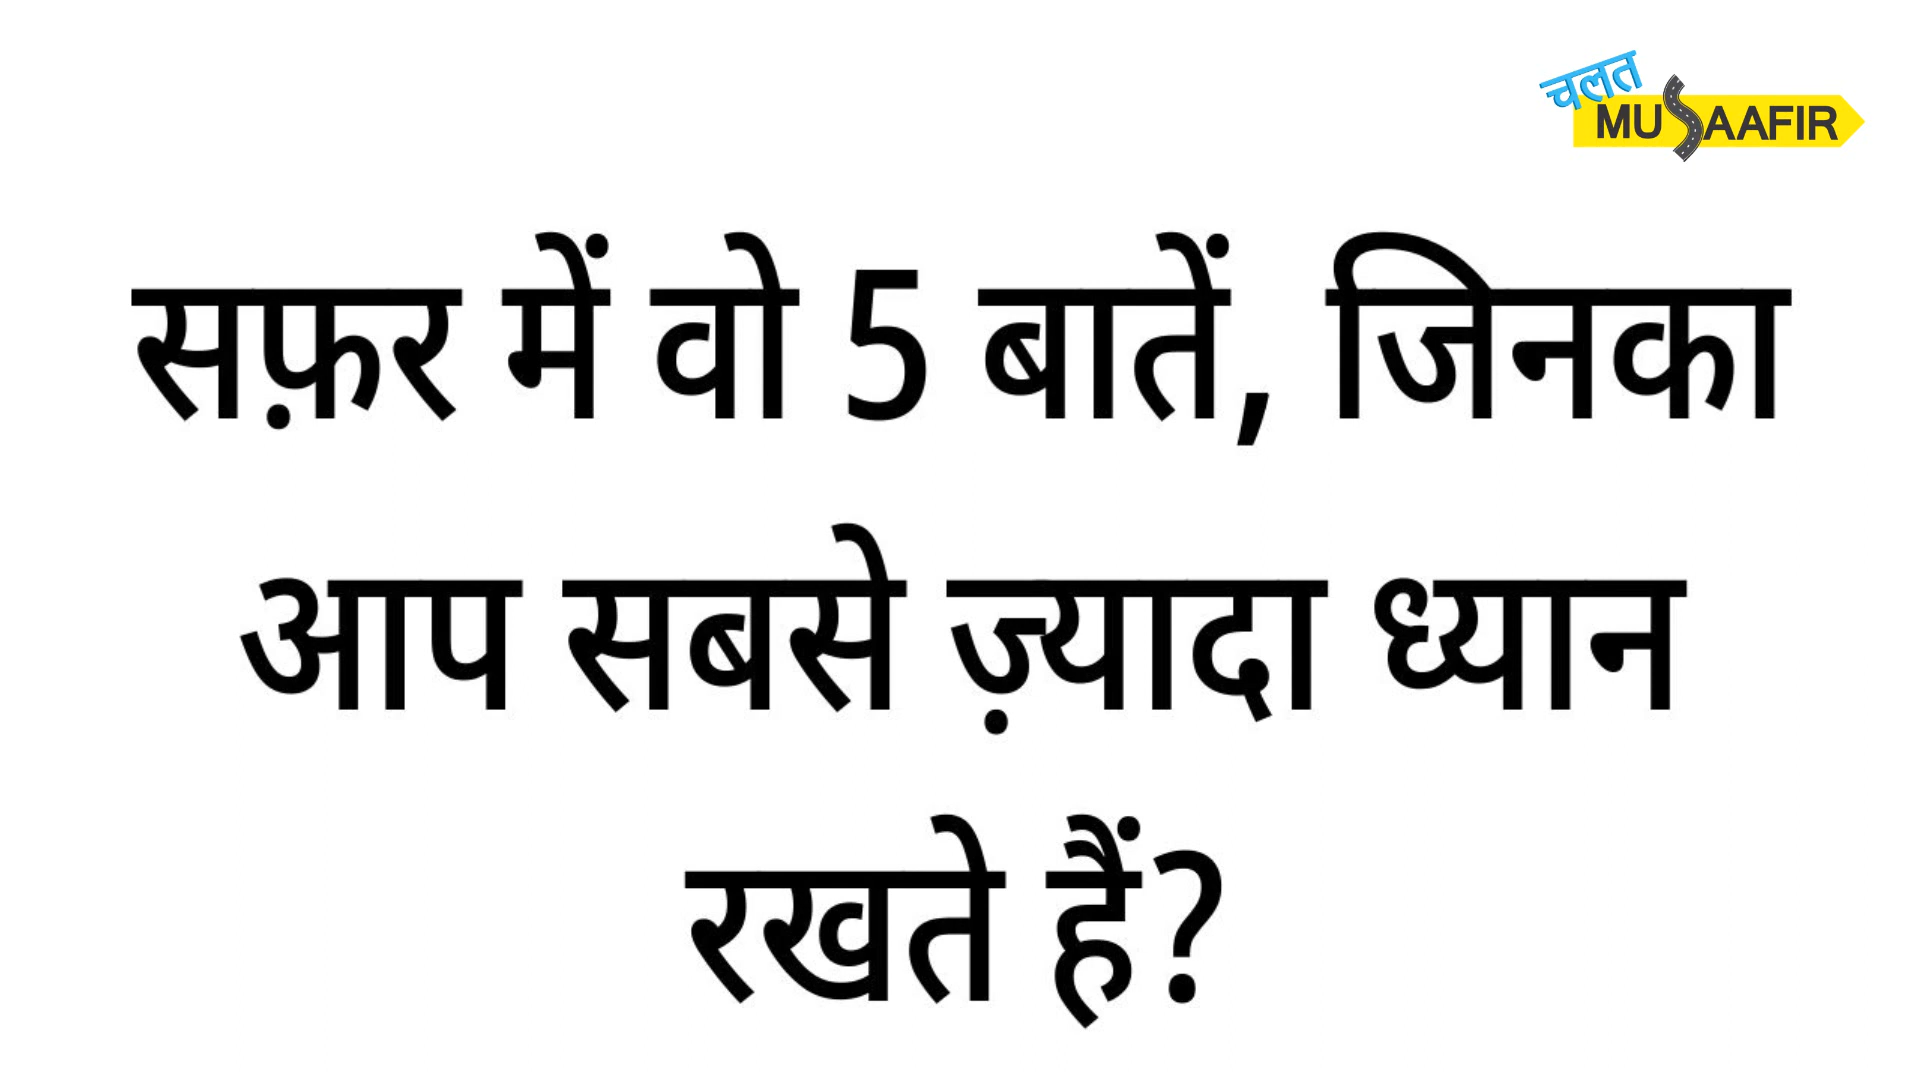 चलत
MUSAAFIR
सफ़र में वो 5 बातें, जिनका
आप सबसे ज़्यादा ध्यान
रखते हैं?